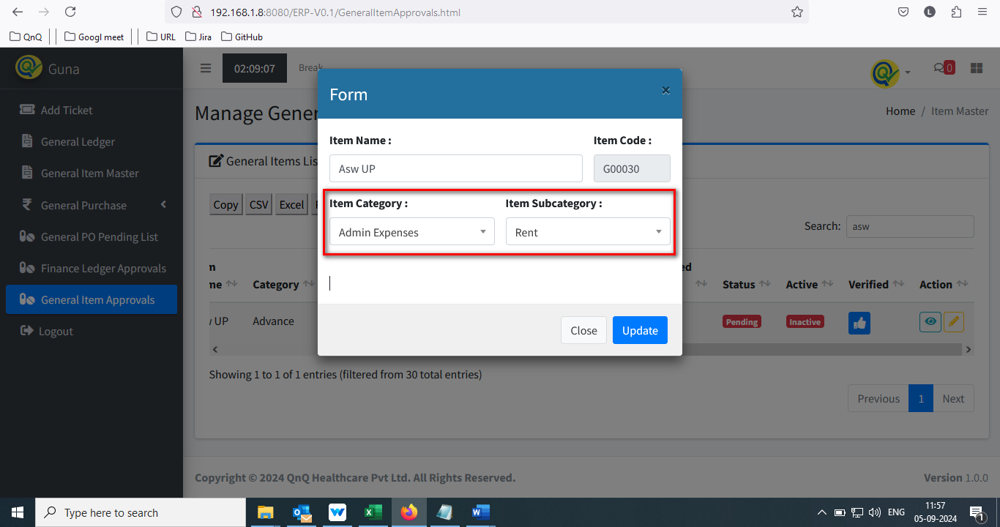 192.168.1.8:8080/ERP-V0.1/GeneralItemApprovals.html
L
QnQ Googl meet URL Jira GitHub
Guna
02:09:07 Break
0
Add Ticket
General Ledger
General Item Master
General Purchase
General PO Pending List
Finance Ledger Approvals
General Item Approvals
Logout
Manage Gener
Home / Item Master
General Items Lis
Copy CSV Excel
Search: asw
Form ×
Item Name : Item Code :
Asw UP G00030
Item Category : Item Subcategory :
Admin Expenses Rent
Close Update
m ed
me Category Status Active Verified Action
UP Advance Pending Inactive
Showing 1 to 1 of 1 entries (filtered from 30 total entries)
Previous 1 Next
Copyright © 2024 QnQ Healthcare Pvt Ltd. All Rights Reserved. Version 1.0.0
Type here to search
ENG
11:57
05-09-2024
1